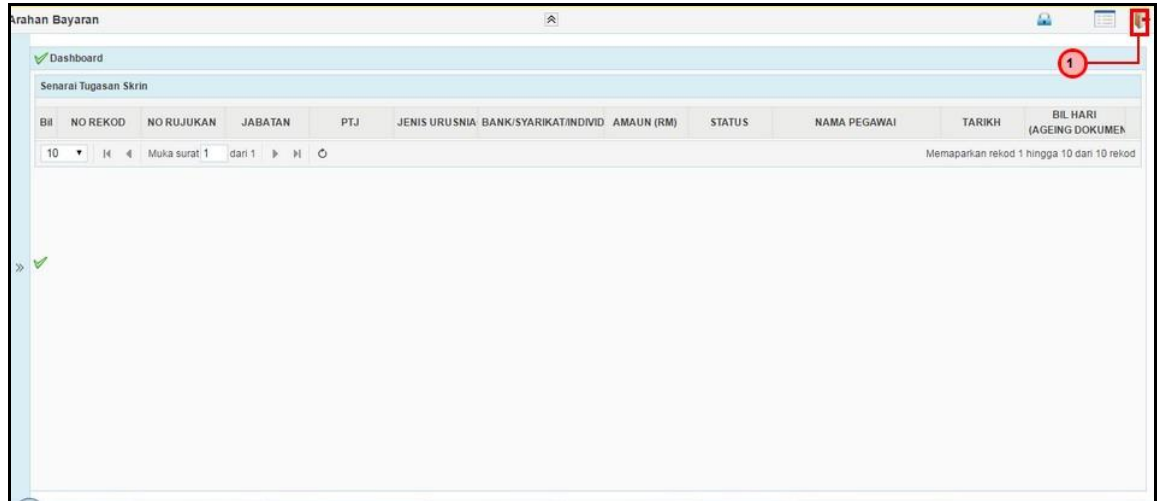 Arahan Bayaran
1
Dashboard
Senarai Tugasan Skrin
Bil NO REKOD NO RUJUKAN JABATAN PTJ JENIS URUSNIA BANK/SYARIKAT/INDIVID AMAUN (RM) STATUS NAMA PEGAWAI TARIKH BIL HARI (AGEING DOKUMEN
10 Muka surat 1 dari 1 Memaparkan rekod 1 hingga 10 dari 10 rekod